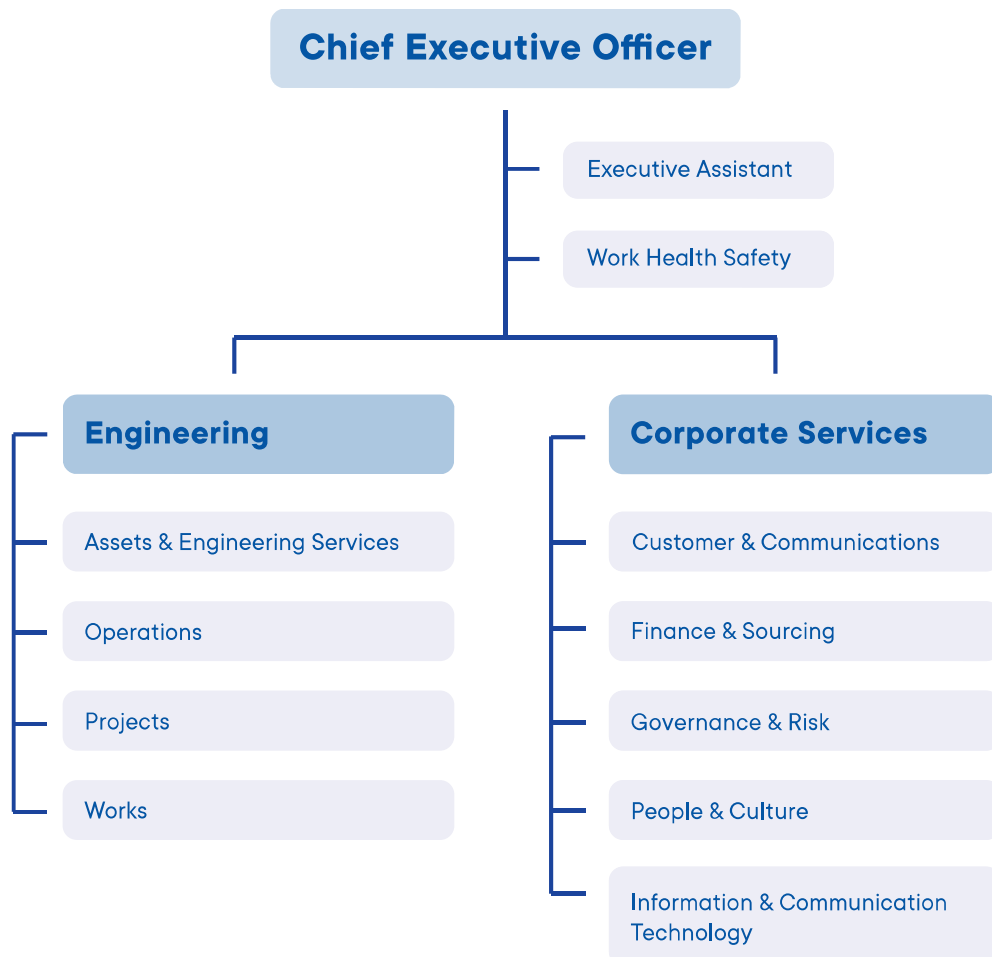 Chief Executive Officer
Executive Assistant
Work Health Safety
Engineering
Assets & Engineering Services
Operations
Projects
Works
Corporate Services
Customer & Communications
Finance & Sourcing
Governance & Risk
People & Culture
Information & Communication
Technology